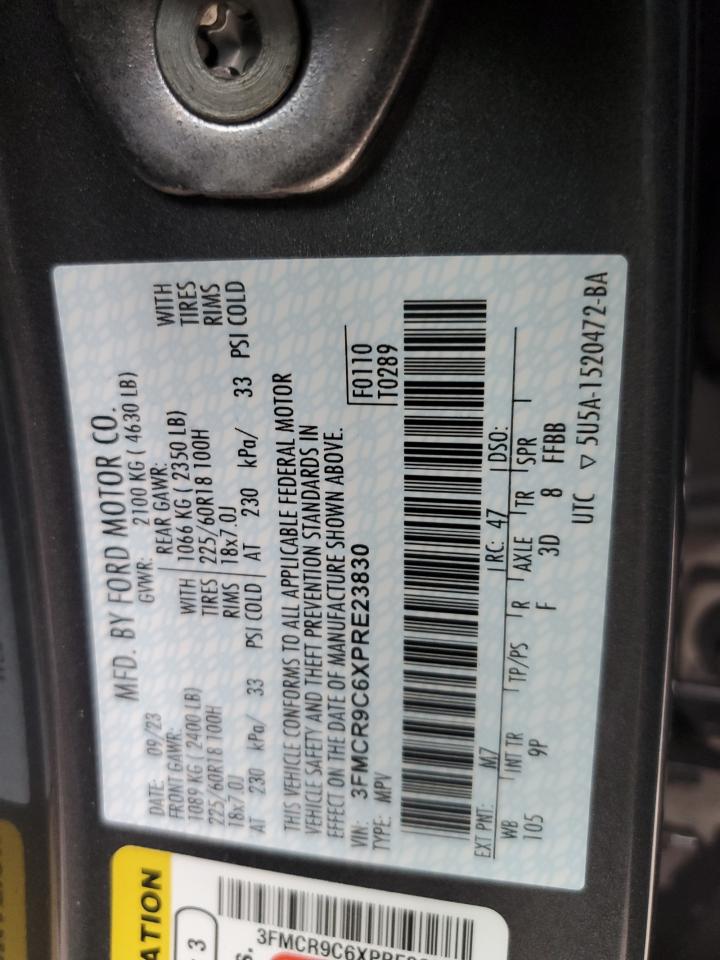 MFD. BY FORD MOTOR CO.
DATE: 09/23 GVWR: 2100 KG ( 4630 LB)
FRONT GAWR: REAR GAWR:
1089 KG ( 2400 LB) WITH 1066 KG ( 2350 LB) WITH
225/60R18 100H TIRES 225/60R18 100H TIRES
18x7.0J RIMS 18x7.0J RIMS
AT 230 kPa/ 33 PSI COLD AT 230 kPa/ 33 PSI COLD
THIS VEHICLE CONFORMS TO ALL APPLICABLE FEDERAL MOTOR
VEHICLE SAFETY AND THEFT PREVENTION STANDARDS IN
EFFECT ON THE DATE OF MANUFACTURE SHOWN ABOVE.
VIN: 3FMCR9C6XPRE23830 F0110
TYPE: MPV T0289
EXT PNT: M7 RC: 47 DSO:
WB INT TR TP/PS R AXLE TR SPR
105 9P F 3D 8 FFBB
UTC ▽ 5U5A-1520472-BA
ATION
3
S.
3FMCR9C6XPRE